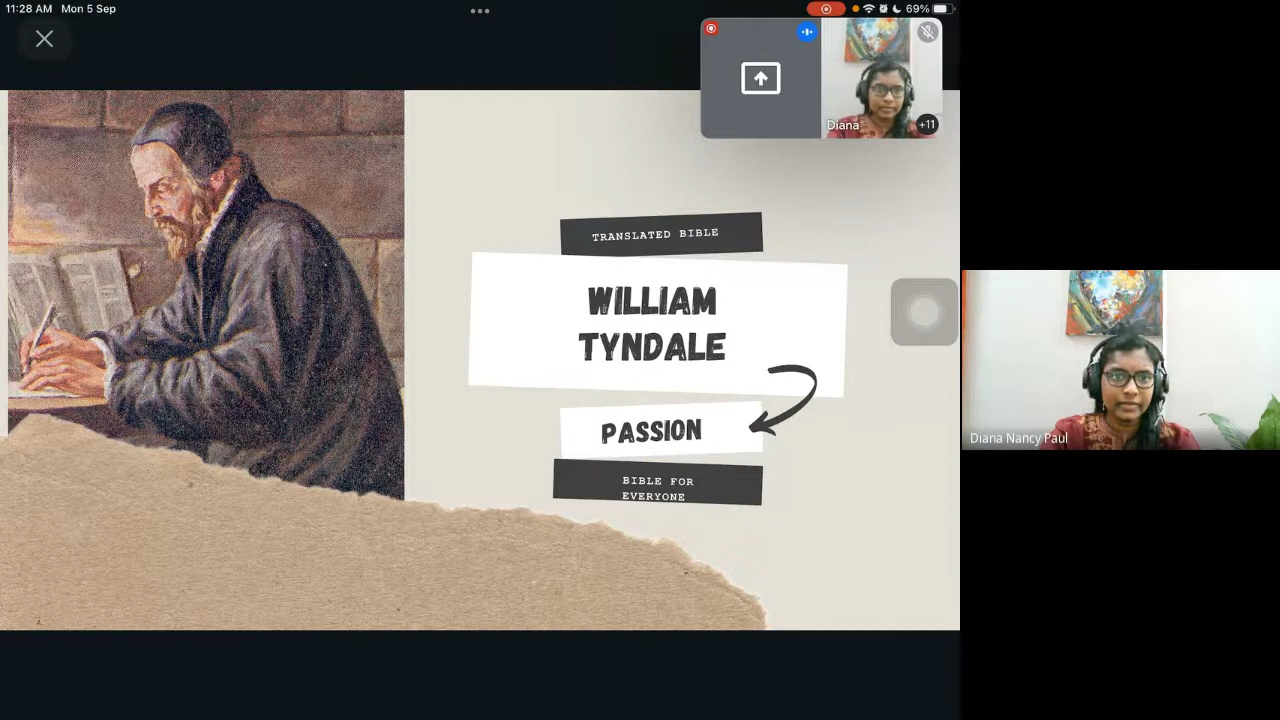 11:28 AM Mon 5 Sep
69%
Diana
+11
TRANSLATED BIBLE
WILLIAM
TYNDALE
PASSION
BIBLE FOR
EVERYONE
Diana Nancy Paul